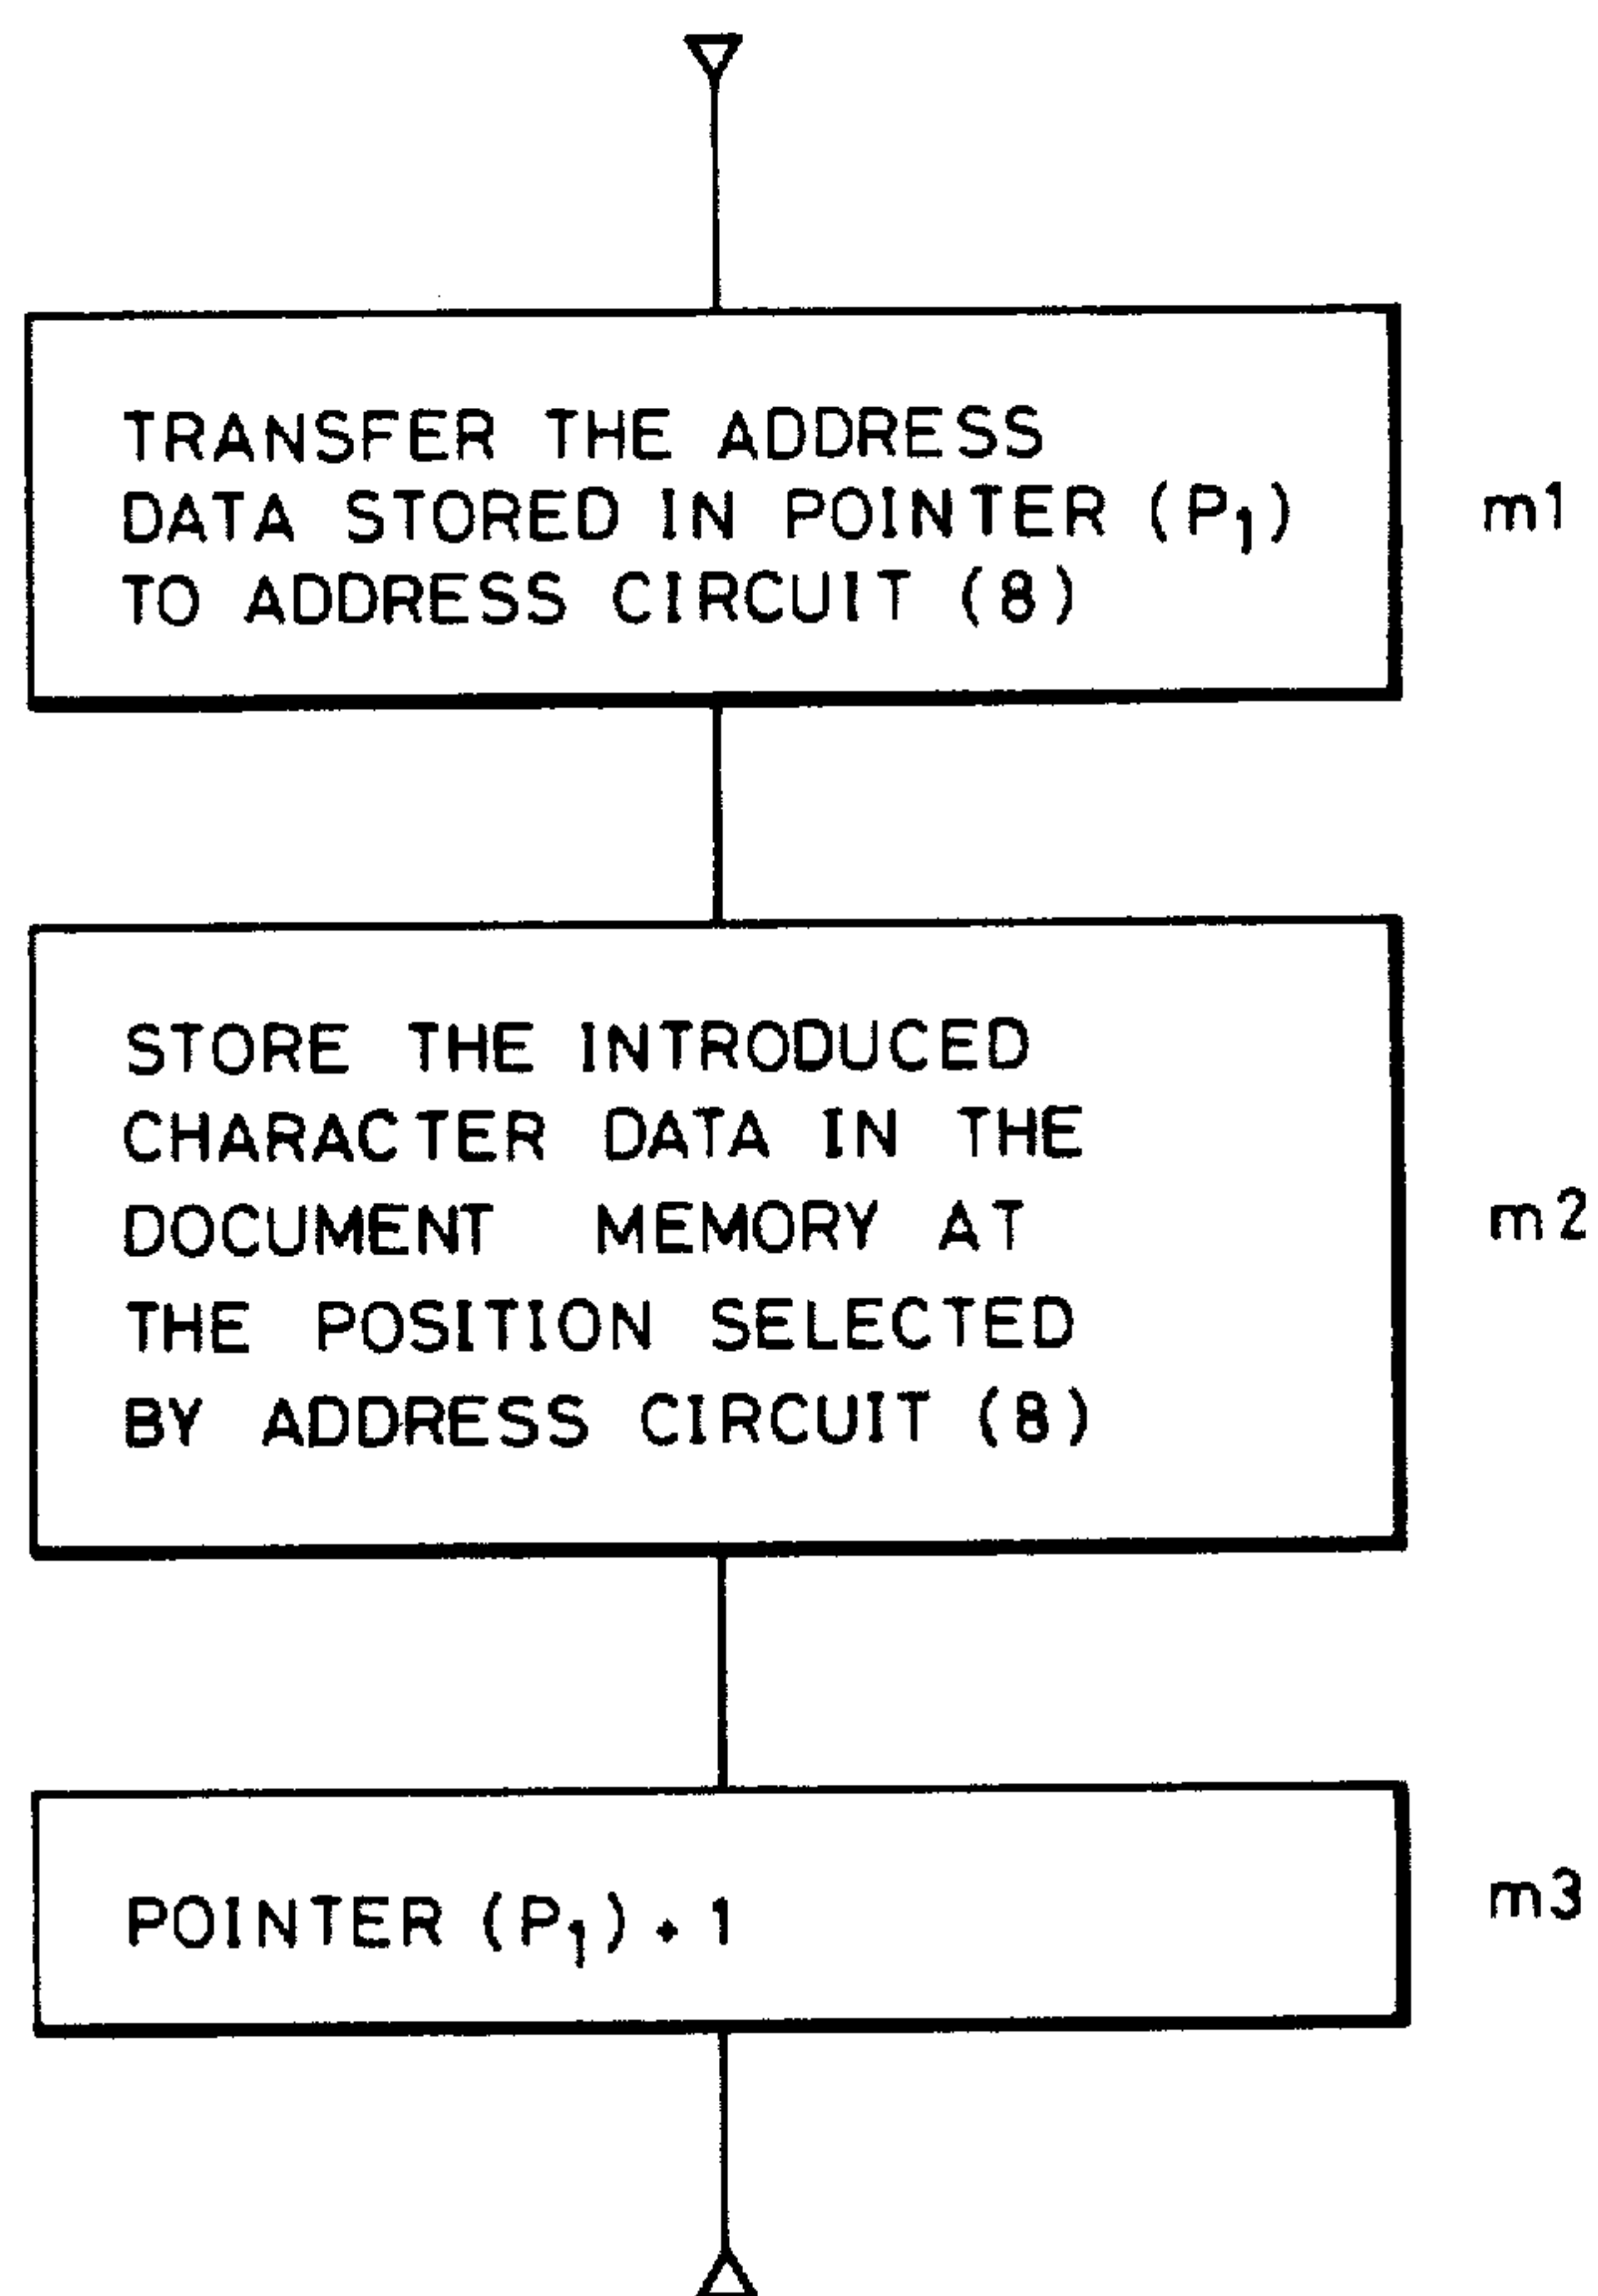 TRANSFER THE ADDRESS
DATA STORED IN POINTER (P1)
TO ADDRESS CIRCUIT (8)
m1
STORE THE INTRODUCED
CHARACTER DATA IN THE
DOCUMENT MEMORY AT
THE POSITION SELECTED
BY ADDRESS CIRCUIT (8)
m2
POINTER (P1) + 1
m3